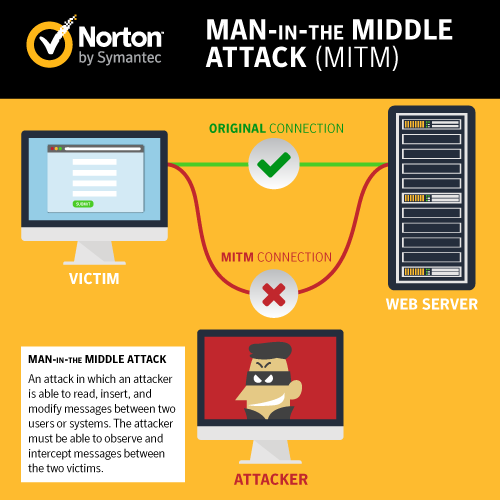 Norton
by Symantec
MAN-IN-THE MIDDLE
ATTACK (MITM)
ORIGINAL CONNECTION
SUBMIT
MITM CONNECTION
VICTIM
WEB SERVER
MAN-IN-THE MIDDLE ATTACK
An attack in which an attacker
is able to read, insert, and
modify messages between two
users or systems. The attacker
must be able to observe and
intercept messages between
the two victims.
ATTACKER